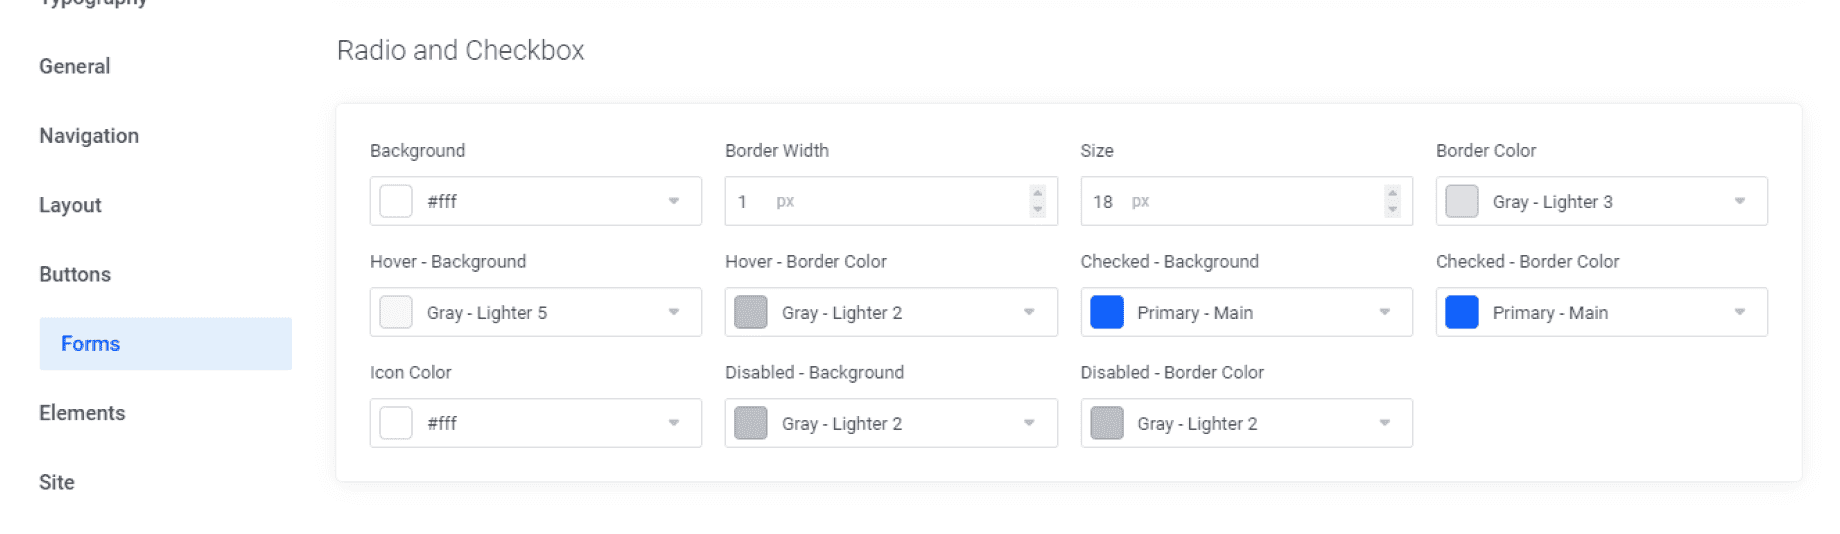 Typography
General
Navigation
Layout
Buttons
Forms
Elements
Site
Radio and Checkbox
Background
Border Width
Size
Border Color
#fff
1 px
18 px
Gray - Lighter 3
Hover - Background
Hover - Border Color
Checked - Background
Checked - Border Color
Gray - Lighter 5
Gray - Lighter 2
Primary - Main
Primary - Main
Icon Color
Disabled - Background
Disabled - Border Color
#fff
Gray - Lighter 2
Gray - Lighter 2